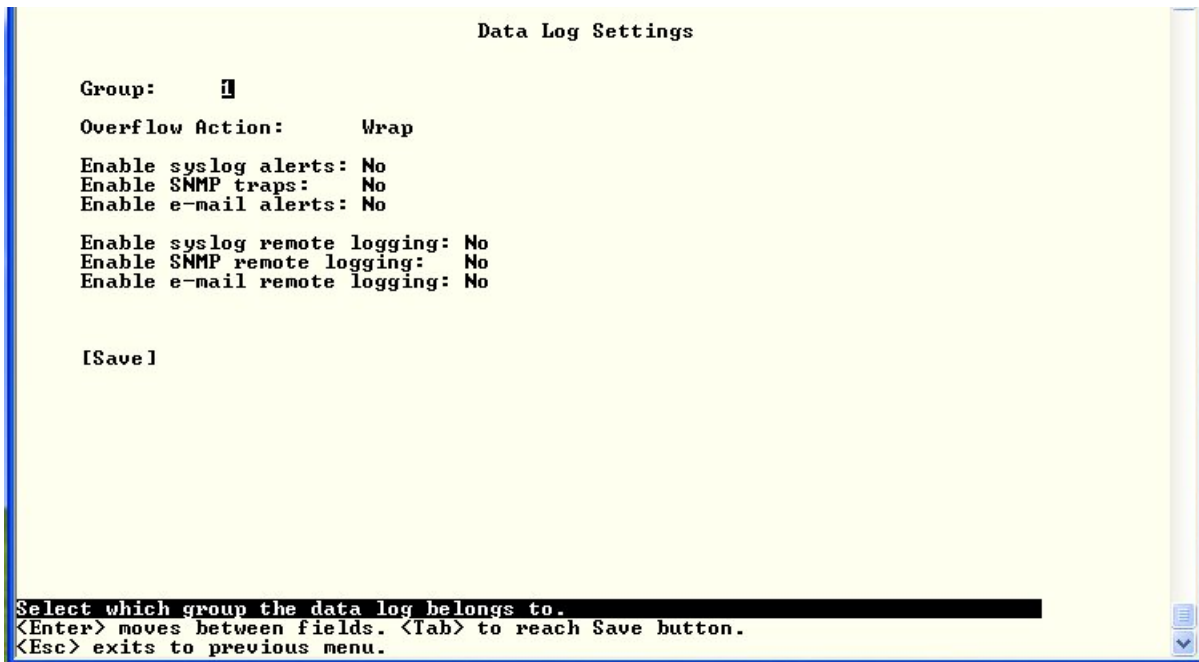 Data Log Settings
Group: 1
Overflow Action: Wrap
Enable syslog alerts: No
Enable SNMP traps: No
Enable e-mail alerts: No
Enable syslog remote logging: No
Enable SNMP remote logging: No
Enable e-mail remote logging: No
[Save]
Select which group the data log belongs to.
<Enter> moves between fields. <Tab> to reach Save button.
<Esc> exits to previous menu.